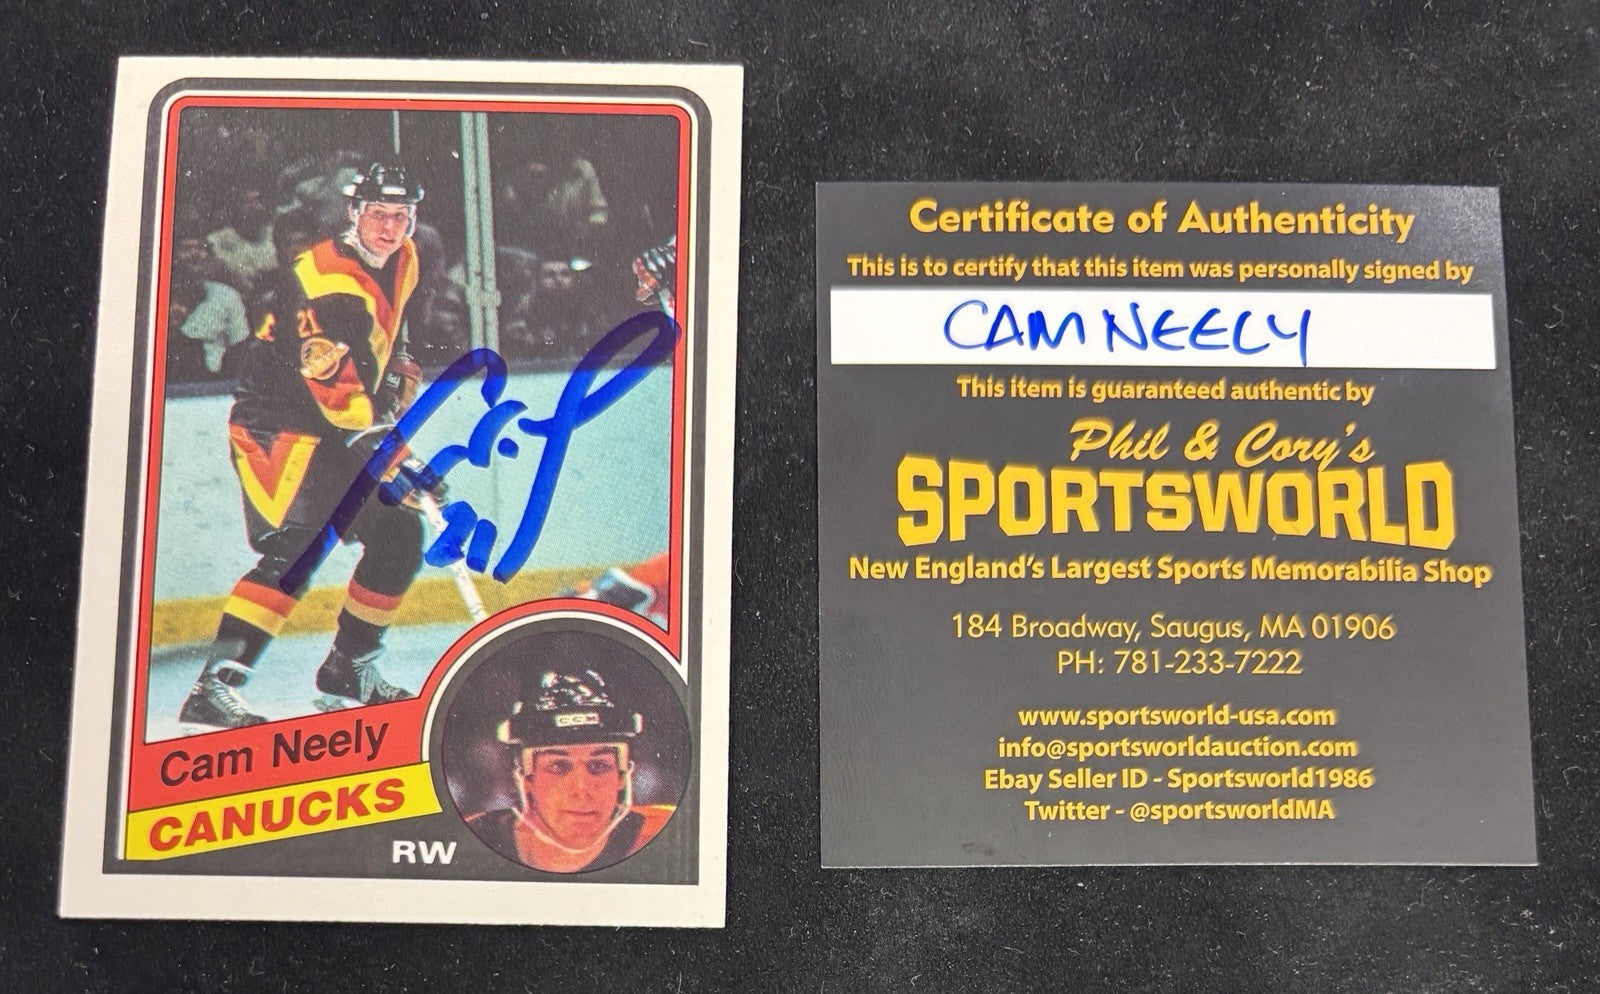 21
Cam Neely
CANUCKS
RW
CCM
21
Certificate of Authenticity
This is to certify that this item was personally signed by
CAM NEELY
This item is guaranteed authentic by
Phil & Cory's
SPORTSWORLD
New England's Largest Sports Memorabilia Shop
184 Broadway, Saugus, MA 01906
PH: 781-233-7222
www.sportsworld-usa.com
info@sportsworldauction.com
Ebay Seller ID - Sportsworld1986
Twitter - @sportsworldMA